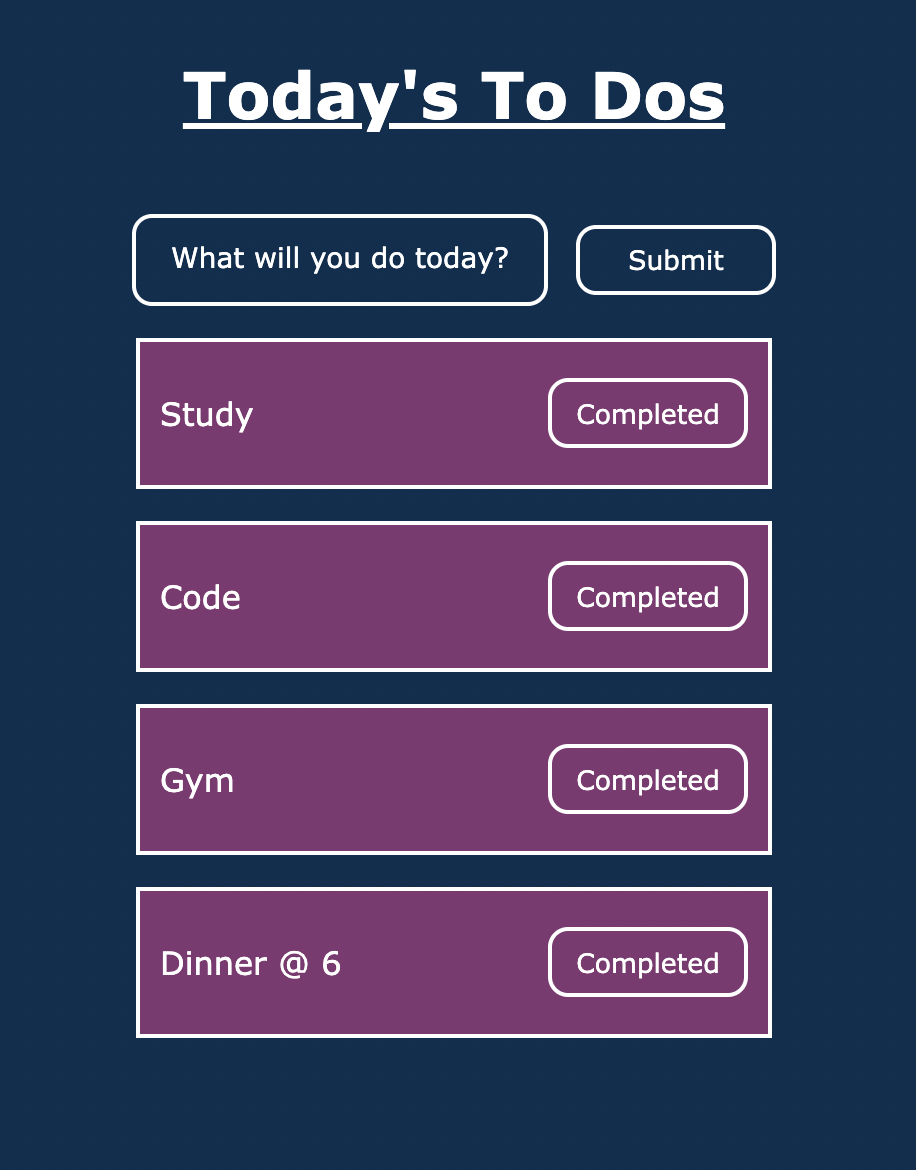 Today's To Dos
What will you do today?
Submit
Study
Completed
Code
Completed
Gym
Completed
Dinner @ 6
Completed